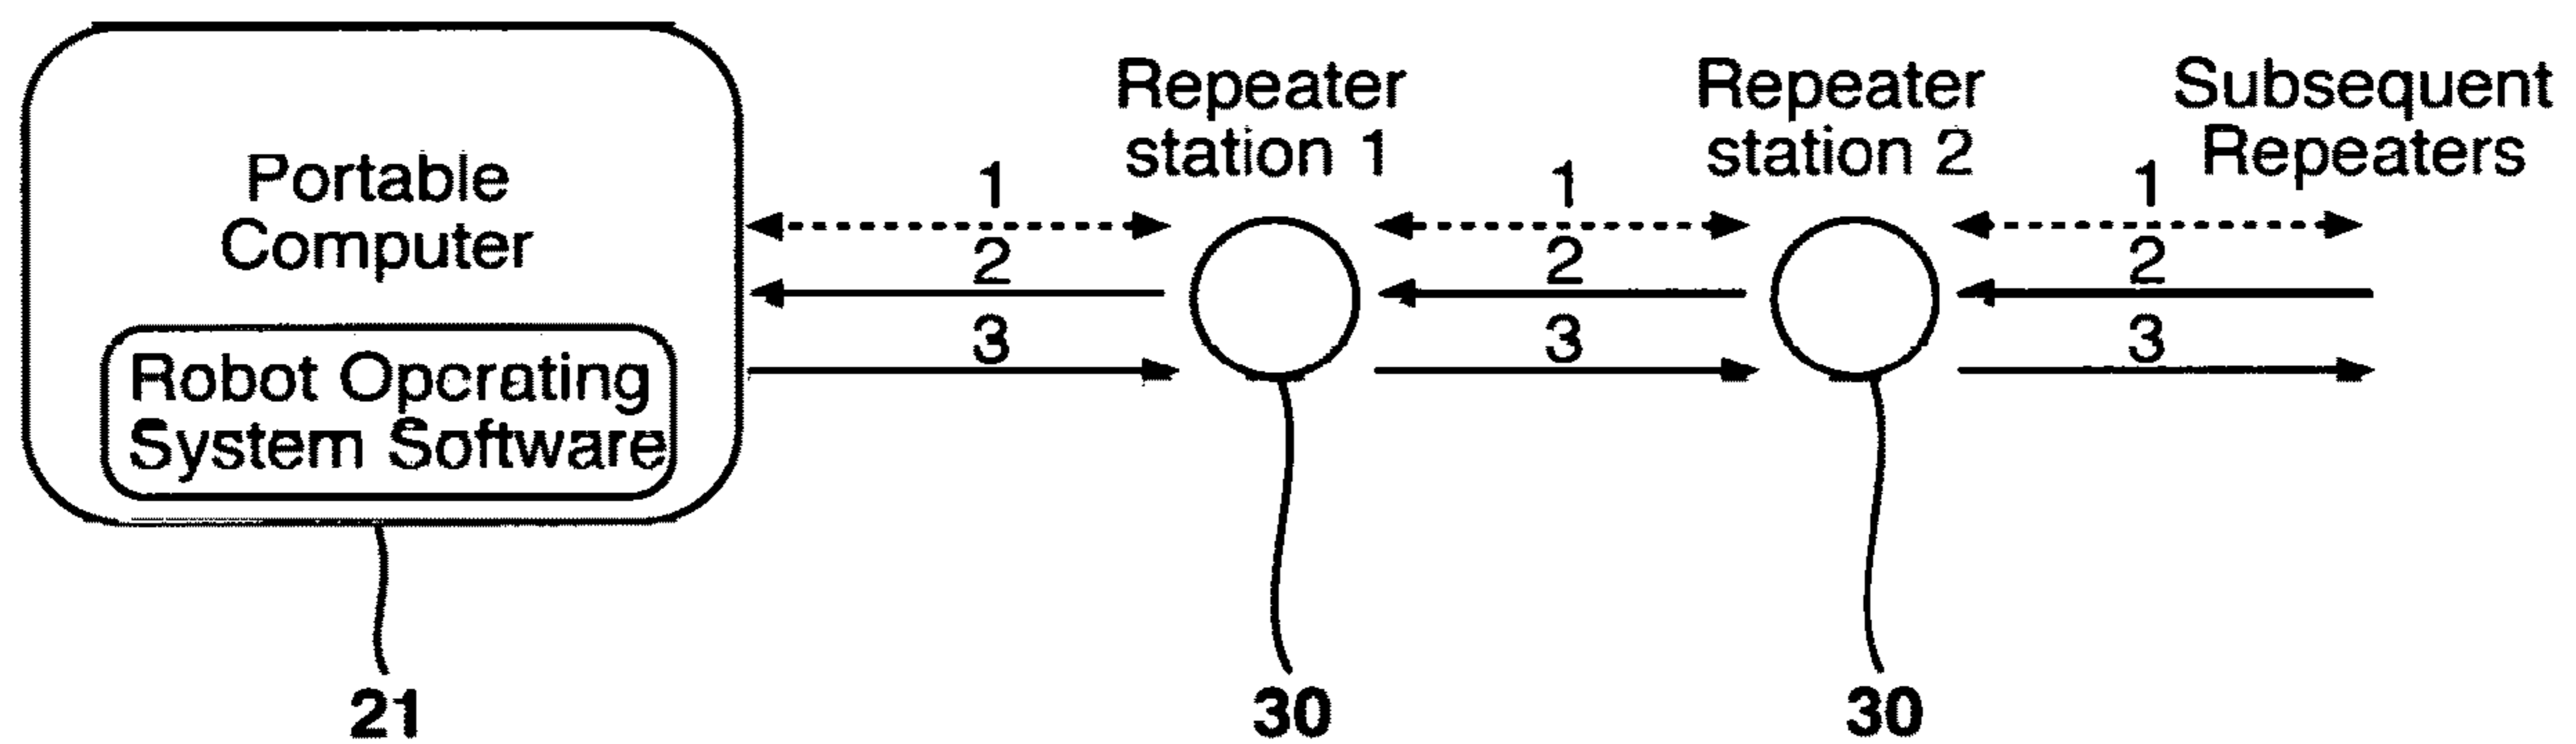 Portable
Computer
Robot Operating
System Software
21
Repeater
station 1
Repeater
station 2
Subsequent
Repeaters
1
2
3
1
2
3
1
2
3
30
30